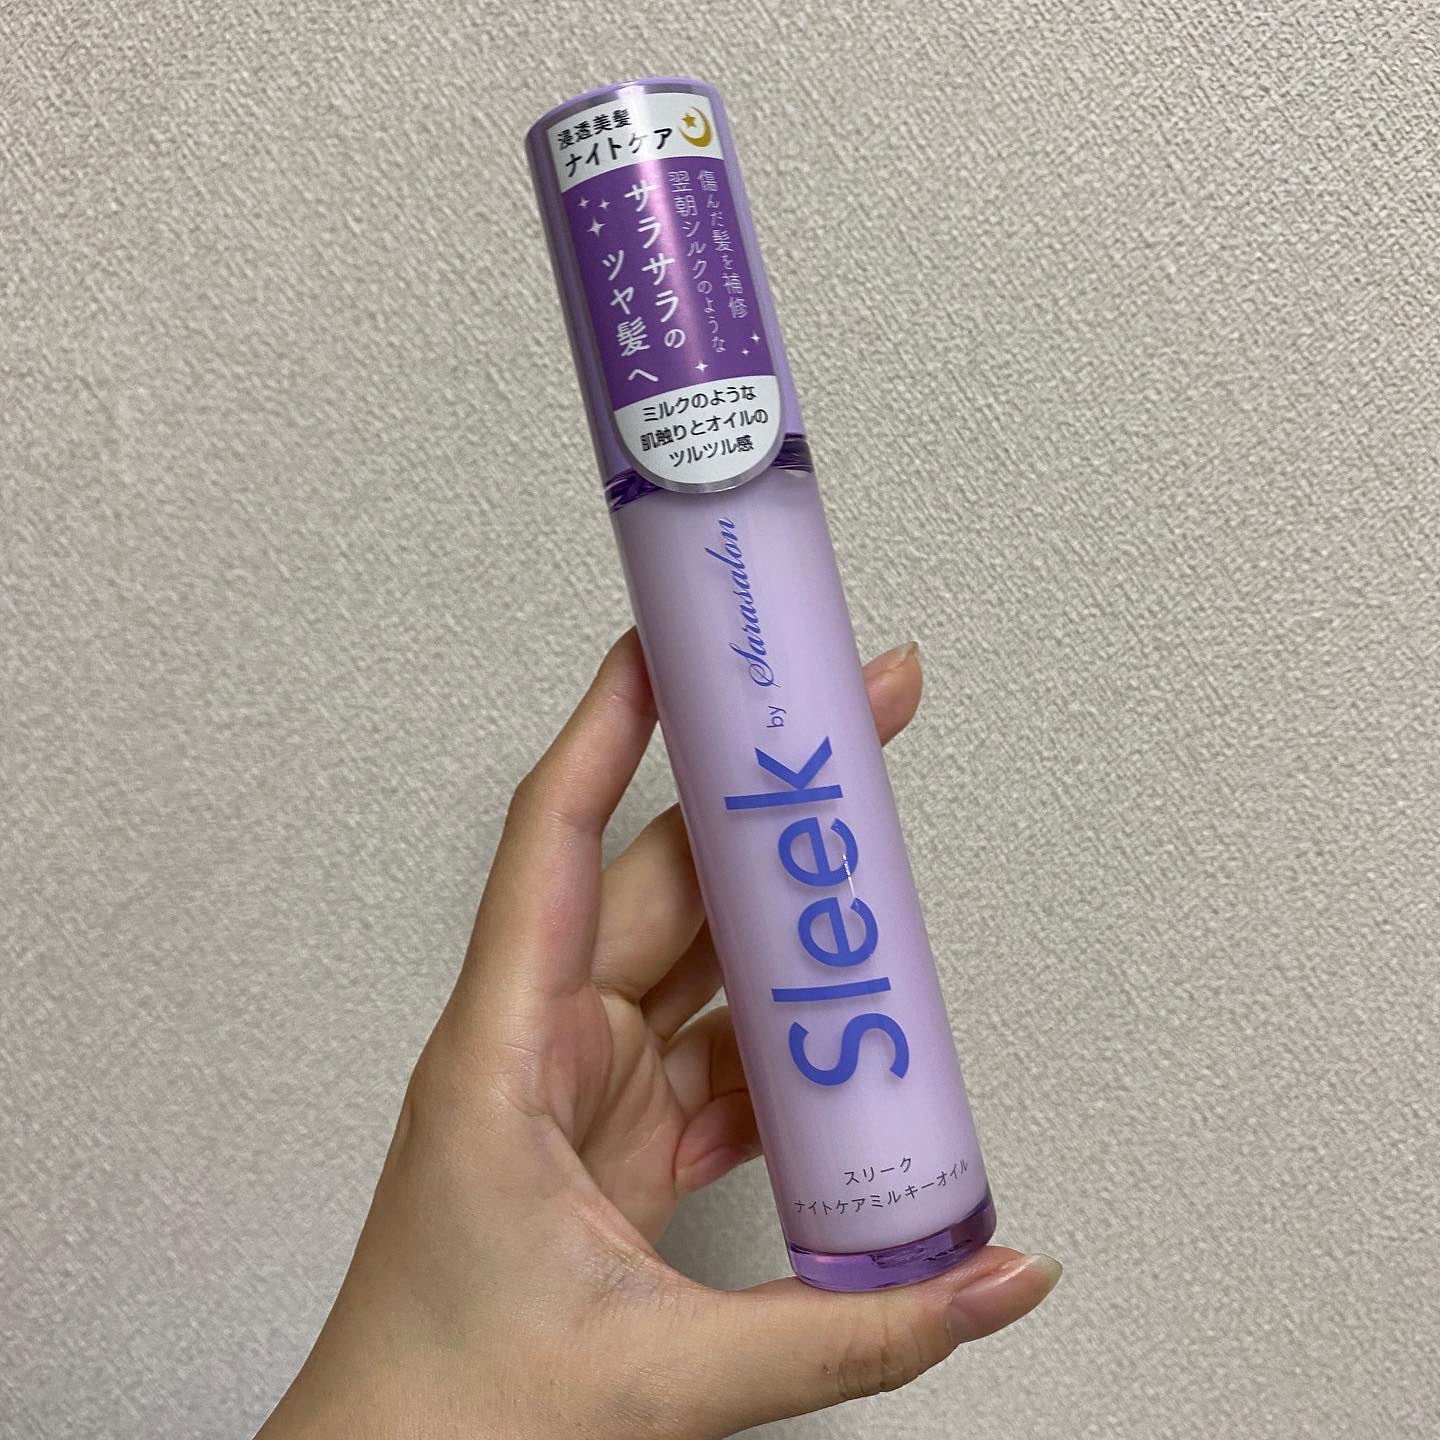 浸透美髪
ナイトケア
傷んだ髪を補修
翌朝シルクのような
サラサラの
ツヤ髪へ
ミルクのような
肌触りとオイルの
ツルツル感
Sleek by Sarasalon
スリーク
ナイトケアミルキーオイル